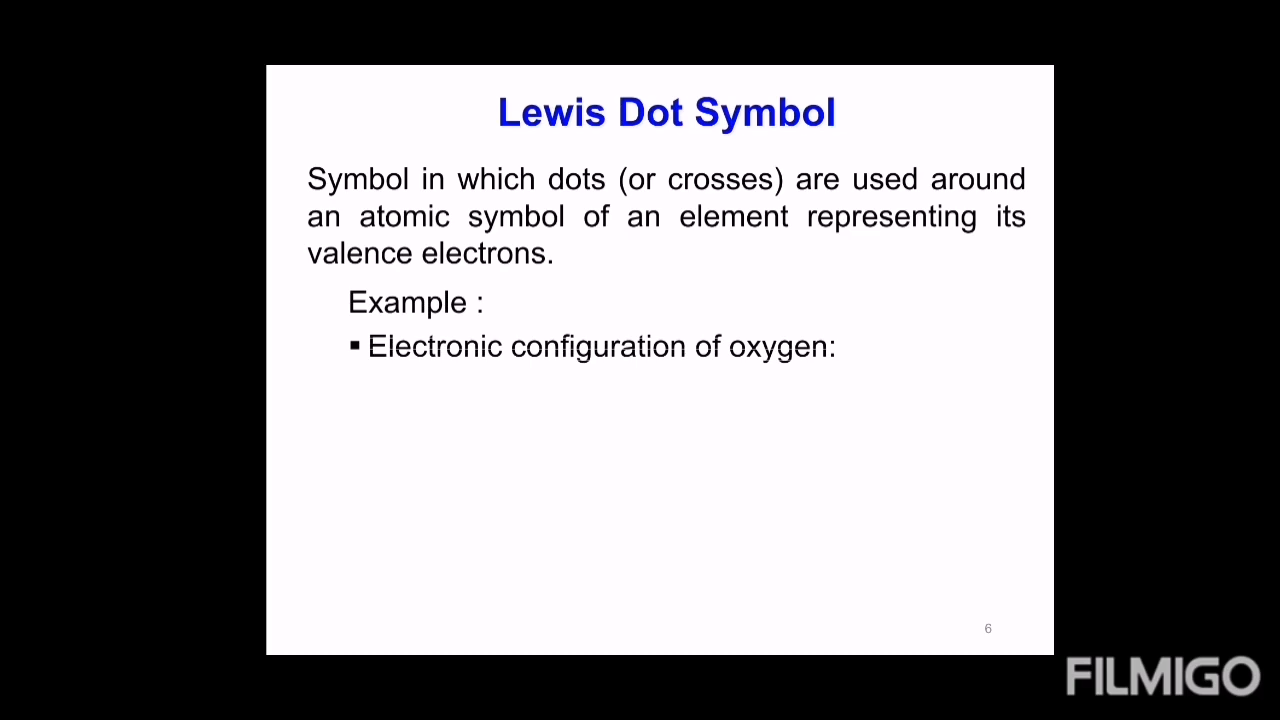 Lewis Dot Symbol
Symbol in which dots (or crosses) are used around
an atomic symbol of an element representing its
valence electrons.
Example :
▪ Electronic configuration of oxygen:
6
FILMIGO